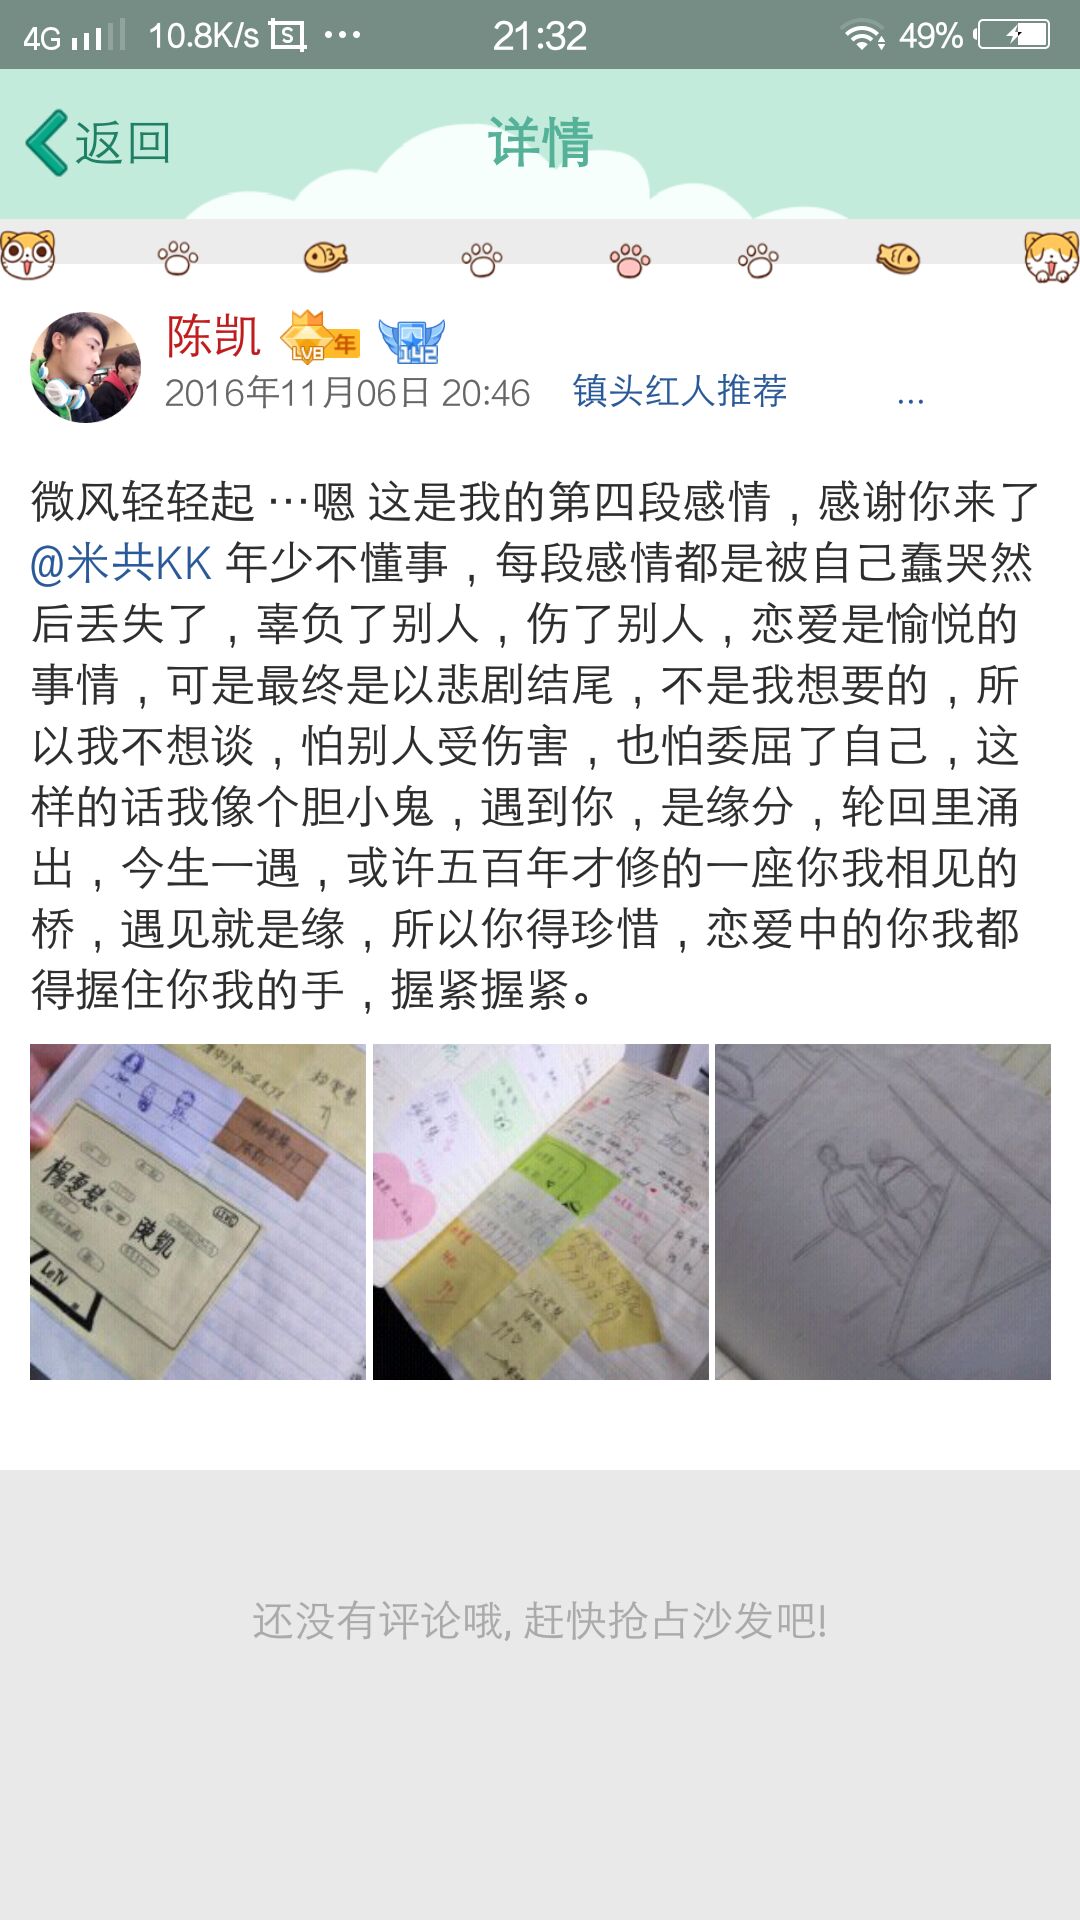 4G 10.8K/s 21:32 49%
返回 详情
陈凯 LV8 年 142
2016年11月06日 20:46 镇头红人推荐 ...
微风轻轻起 …嗯 这是我的第四段感情，感谢你来了
@米共KK 年少不懂事，每段感情都是被自己蠢哭然
后丢失了，辜负了别人，伤了别人，恋爱是愉悦的
事情，可是最终是以悲剧结尾，不是我想要的，所
以我不想谈，怕别人受伤害，也怕委屈了自己，这
样的话我像个胆小鬼，遇到你，是缘分，轮回里涌
出，今生一遇，或许五百年才修的一座你我相见的
桥，遇见就是缘，所以你得珍惜，恋爱中的你我都
得握住你我的手，握紧握紧。
陳凯
LeTV
还没有评论哦, 赶快抢占沙发吧!